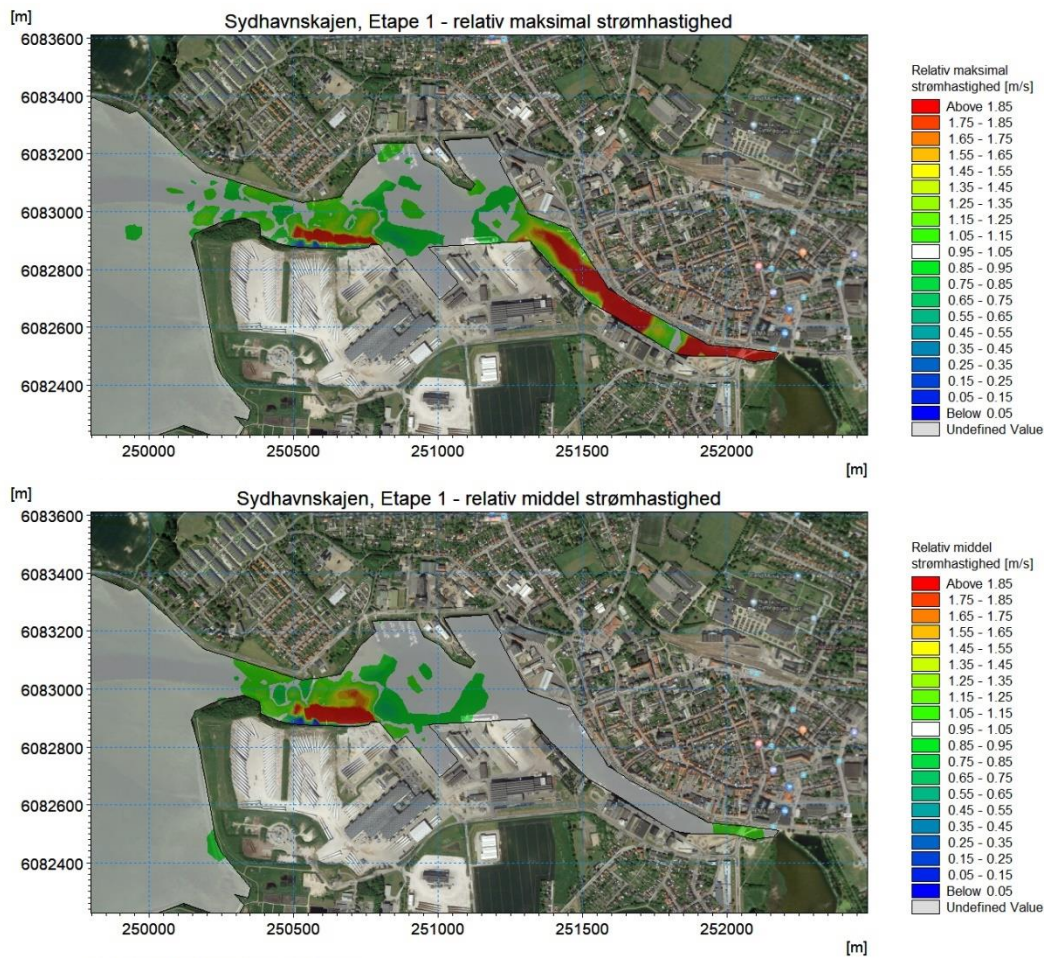 [m]
Sydhavnskajen, Etape 1 - relativ maksimal strømhastighed
6083600
6083400
6083200
6083000
6082800
6082600
6082400
250000 250500 251000 251500 252000
[m]
Relativ maksimal
strømhastighed [m/s]
Above 1.85
1.75 - 1.85
1.65 - 1.75
1.55 - 1.65
1.45 - 1.55
1.35 - 1.45
1.25 - 1.35
1.15 - 1.25
1.05 - 1.15
0.95 - 1.05
0.85 - 0.95
0.75 - 0.85
0.65 - 0.75
0.55 - 0.65
0.45 - 0.55
0.35 - 0.45
0.25 - 0.35
0.15 - 0.25
0.05 - 0.15
Below 0.05
Undefined Value
[m]
Sydhavnskajen, Etape 1 - relativ middel strømhastighed
6083600
6083400
6083200
6083000
6082800
6082600
6082400
250000 250500 251000 251500 252000
[m]
Relativ middel
strømhastighed [m/s]
Above 1.85
1.75 - 1.85
1.65 - 1.75
1.55 - 1.65
1.45 - 1.55
1.35 - 1.45
1.25 - 1.35
1.15 - 1.25
1.05 - 1.15
0.95 - 1.05
0.85 - 0.95
0.75 - 0.85
0.65 - 0.75
0.55 - 0.65
0.45 - 0.55
0.35 - 0.45
0.25 - 0.35
0.15 - 0.25
0.05 - 0.15
Below 0.05
Undefined Value